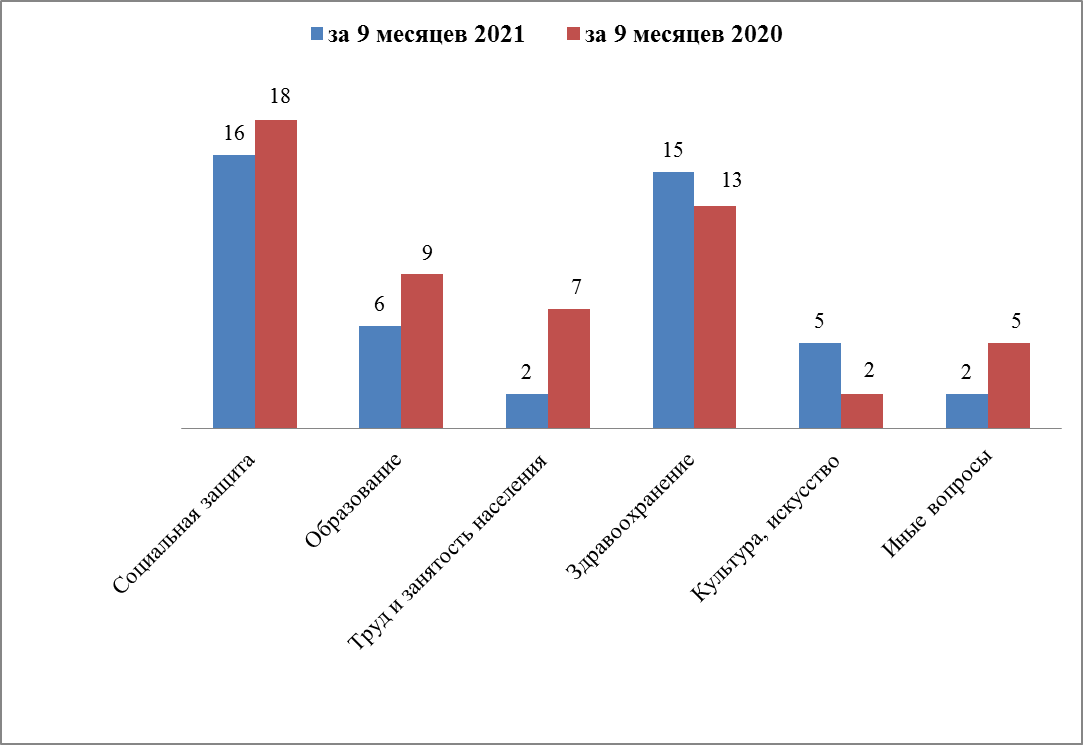 за 9 месяцев 2021 за 9 месяцев 2020
16 18
6 9
2 7
15 13
5 2
2 5
Социальная защита
Образование
Труд и занятость населения
Здравоохранение
Культура, искусство
Иные вопросы